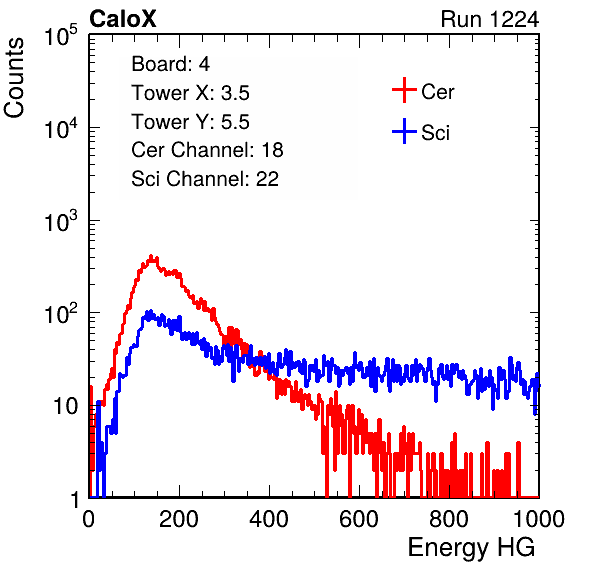 CaloX Run 1224
Counts
Board: 4
Tower X: 3.5
Tower Y: 5.5
Cer Channel: 18
Sci Channel: 22
Cer
Sci
10^5
10^4
10^3
10^2
10
1
0 200 400 600 800 1000
Energy HG